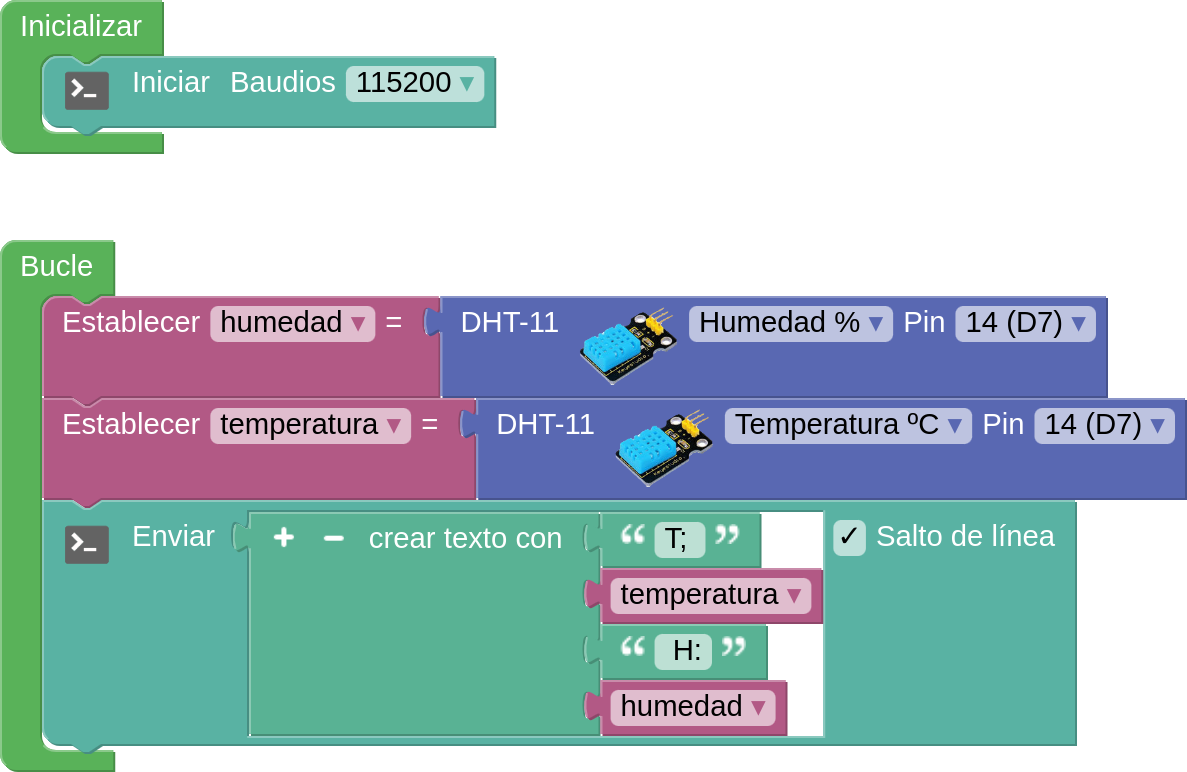 Inicializar
Iniciar Baudios 115200 ▼
Bucle
Establecer humedad ▼ = DHT-11 Humedad % ▼ Pin 14 (D7) ▼
Establecer temperatura ▼ = DHT-11 Temperatura ºC ▼ Pin 14 (D7) ▼
Enviar + − crear texto con “ T; ” ✓ Salto de línea
temperatura ▼
“ H: ”
humedad ▼